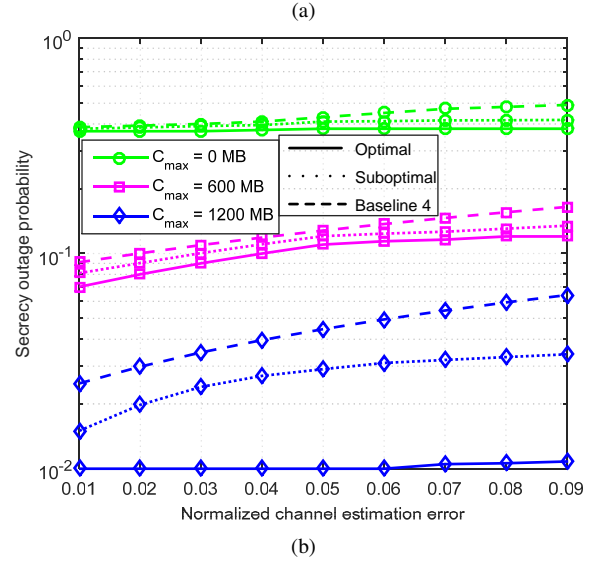 (a)
10^0
10^-1
10^-2
Secrecy outage probability
C_max = 0 MB
C_max = 600 MB
C_max = 1200 MB
Optimal
Suboptimal
Baseline 4
0.01 0.02 0.03 0.04 0.05 0.06 0.07 0.08 0.09
Normalized channel estimation error
(b)